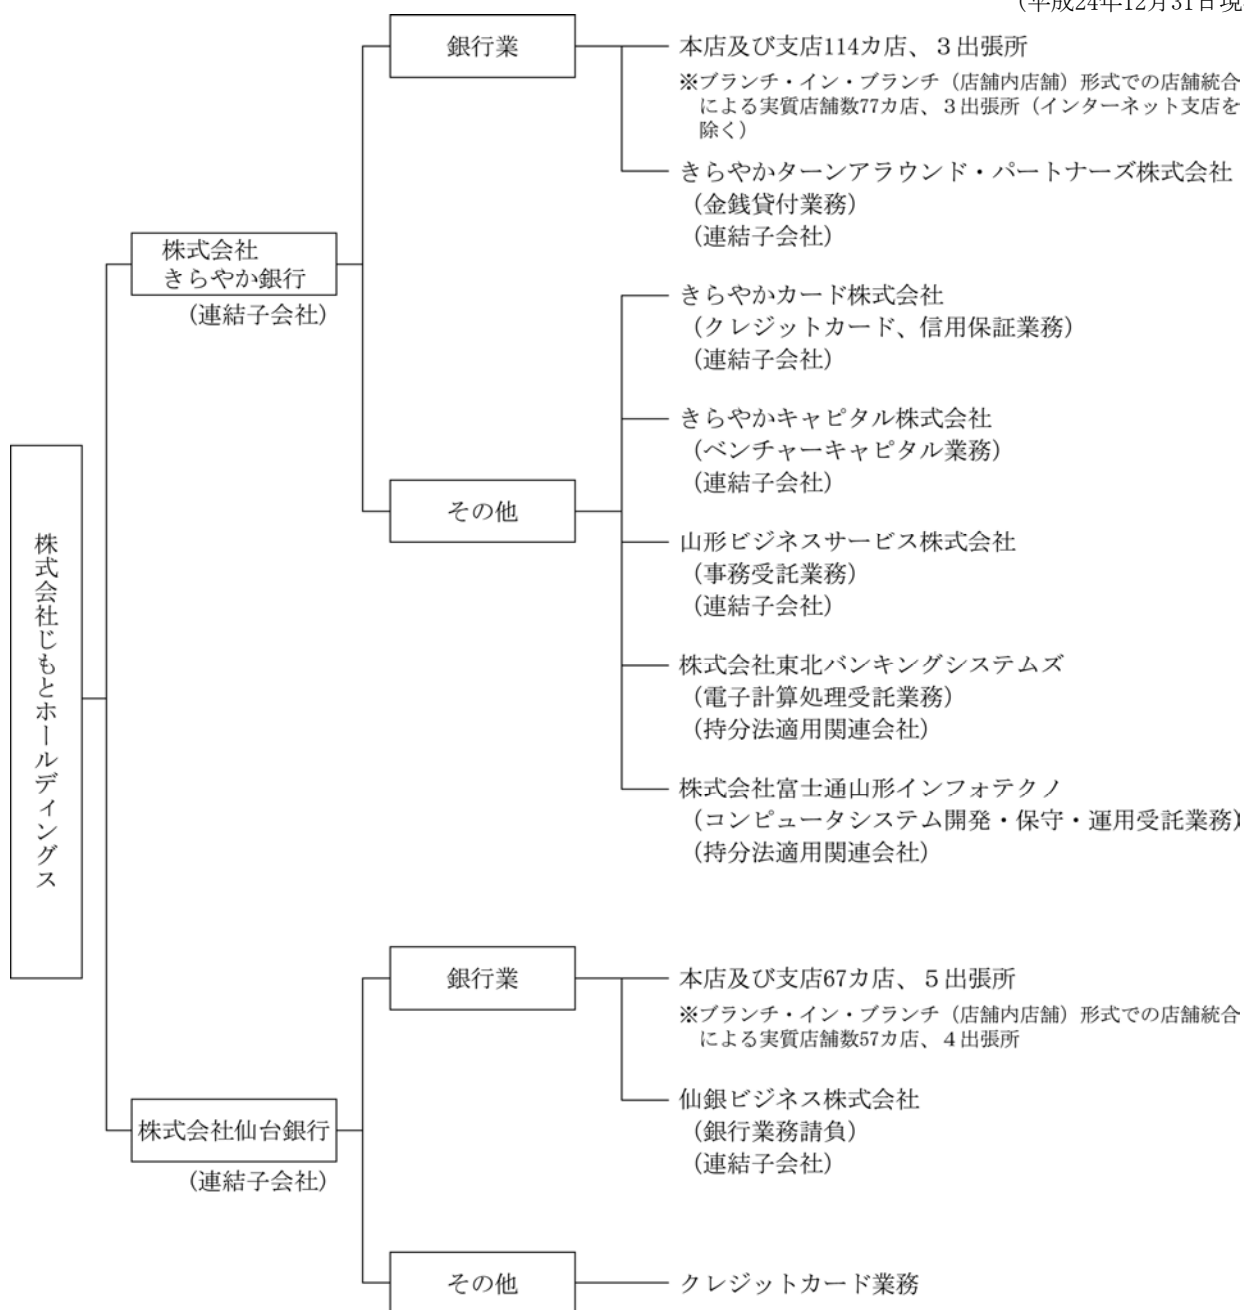 (平成24年12月31日現
銀行業
本店及び支店114カ店、３出張所
※ブランチ・イン・ブランチ（店舗内店舗）形式での店舗統合
による実質店舗数77カ店、３出張所（インターネット支店を
除く）
きらやかターンアラウンド・パートナーズ株式会社
（金銭貸付業務）
（連結子会社）
株式会社
きらやか銀行
（連結子会社）
きらやかカード株式会社
（クレジットカード、信用保証業務）
（連結子会社）
きらやかキャピタル株式会社
（ベンチャーキャピタル業務）
（連結子会社）
その他
山形ビジネスサービス株式会社
（事務受託業務）
（連結子会社）
株式会社東北バンキングシステムズ
（電子計算処理受託業務）
（持分法適用関連会社）
株式会社富士通山形インフォテクノ
（コンピュータシステム開発・保守・運用受託業務）
（持分法適用関連会社）
株式会社じもとホールディングス
銀行業
本店及び支店67カ店、５出張所
※ブランチ・イン・ブランチ（店舗内店舗）形式での店舗統合
による実質店舗数57カ店、４出張所
仙銀ビジネス株式会社
（銀行業務請負）
（連結子会社）
株式会社仙台銀行
（連結子会社）
その他
クレジットカード業務